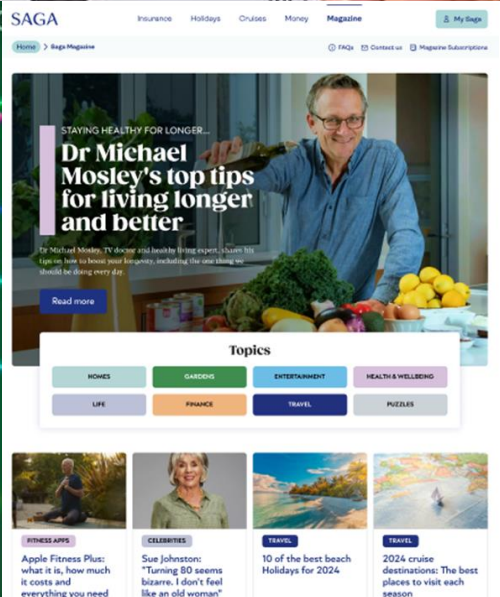 SAGA
Insurance
Holidays
Cruises
Money
Magazine
My Saga
Home
Saga Magazine
FAQs
Contact us
Magazine Subscriptions
STAYING HEALTHY FOR LONGER...
Dr Michael
Mosley's top tips
for living longer
and better
Dr Michael Mosley, TV doctor and healthy living expert, shares his
tips on how to boost your longevity, including the one thing we
should be doing every day.
Read more
Topics
HOMES
GARDENS
ENTERTAINMENT
HEALTH & WELLBEING
LIFE
FINANCE
TRAVEL
PUZZLES
FITNESS APPS
Apple Fitness Plus:
what it is, how much
it costs and
everything you need
CELEBRITIES
Sue Johnston:
"Turning 80 seems
bizarre. I don't feel
like an old woman"
TRAVEL
10 of the best beach
Holidays for 2024
TRAVEL
2024 cruise
destinations: The best
places to visit each
season